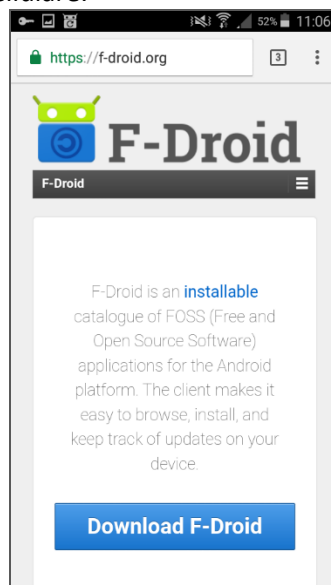 52% 11:06
https://f-droid.org 3
F-Droid
F-Droid
F-Droid is an installable
catalogue of FOSS (Free and
Open Source Software)
applications for the Android
platform. The client makes it
easy to browse, install, and
keep track of updates on your
device.
Download F-Droid